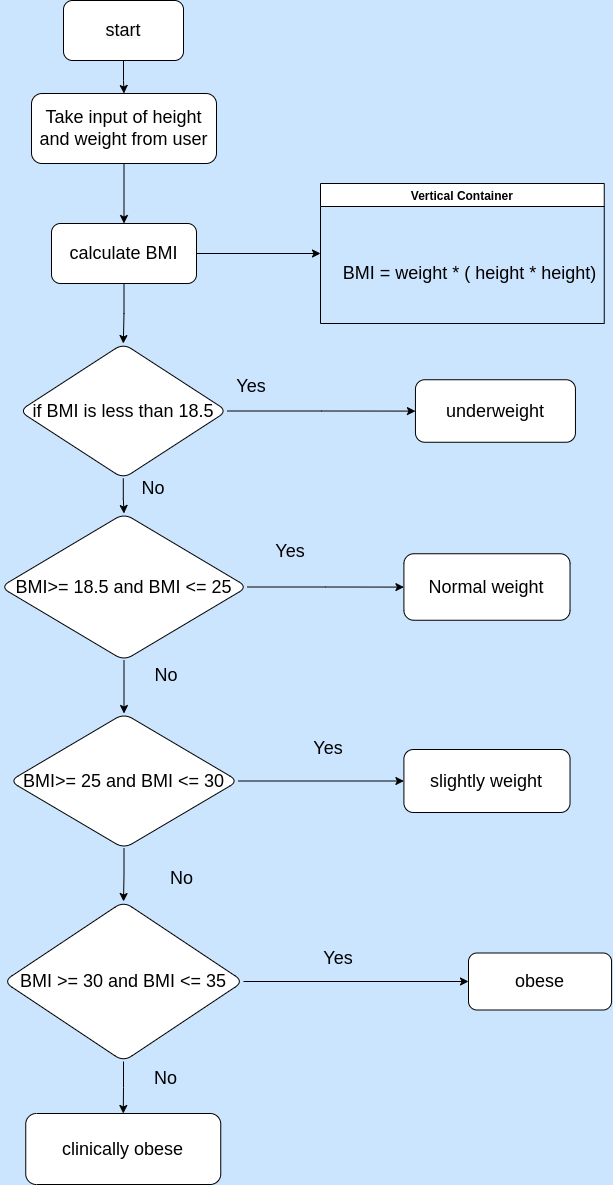 start
Take input of height
and weight from user
Vertical Container
calculate BMI
BMI = weight * ( height * height)
Yes
if BMI is less than 18.5
underweight
No
Yes
BMI>= 18.5 and BMI <= 25
Normal weight
No
Yes
BMI>= 25 and BMI <= 30
slightly weight
No
Yes
BMI >= 30 and BMI <= 35
obese
No
clinically obese